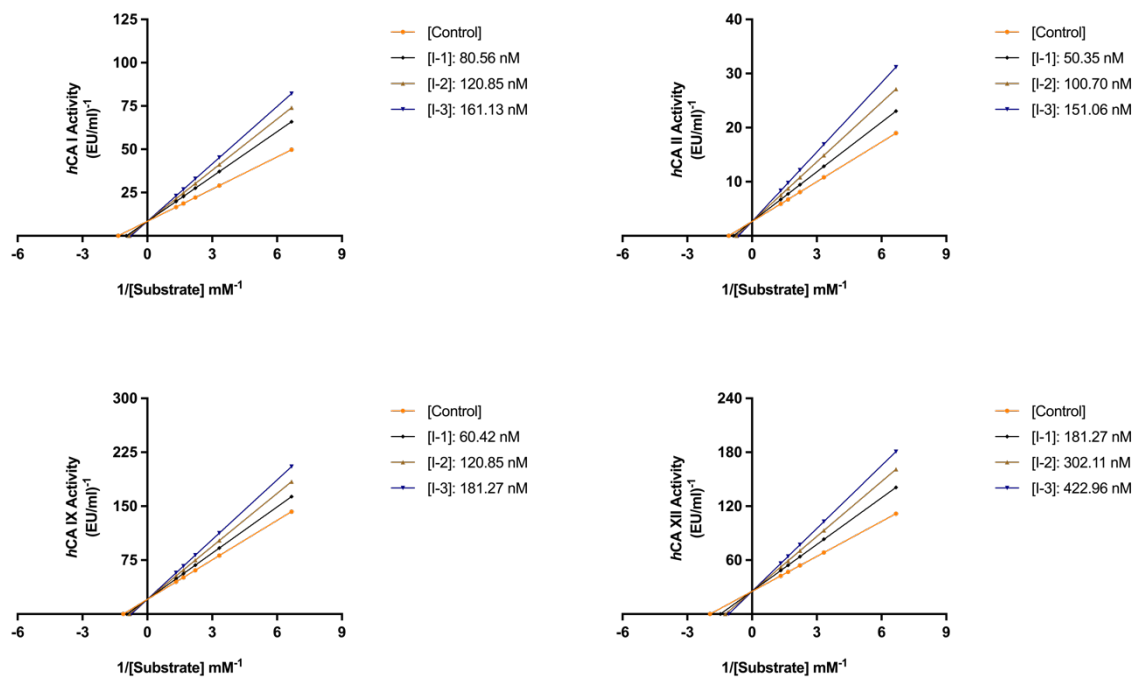 125
100
75
50
25
-6 -3 0 3 6 9
hCA I Activity
(EU/ml)-1
1/[Substrate] mM-1
[Control]
[I-1]: 80.56 nM
[I-2]: 120.85 nM
[I-3]: 161.13 nM
40
30
20
10
-6 -3 0 3 6 9
hCA II Activity
(EU/ml)-1
1/[Substrate] mM-1
[Control]
[I-1]: 50.35 nM
[I-2]: 100.70 nM
[I-3]: 151.06 nM
300
225
150
75
-6 -3 0 3 6 9
hCA IX Activity
(EU/ml)-1
1/[Substrate] mM-1
[Control]
[I-1]: 60.42 nM
[I-2]: 120.85 nM
[I-3]: 181.27 nM
240
180
120
60
-6 -3 0 3 6 9
hCA XII Activity
(EU/ml)-1
1/[Substrate] mM-1
[Control]
[I-1]: 181.27 nM
[I-2]: 302.11 nM
[I-3]: 422.96 nM